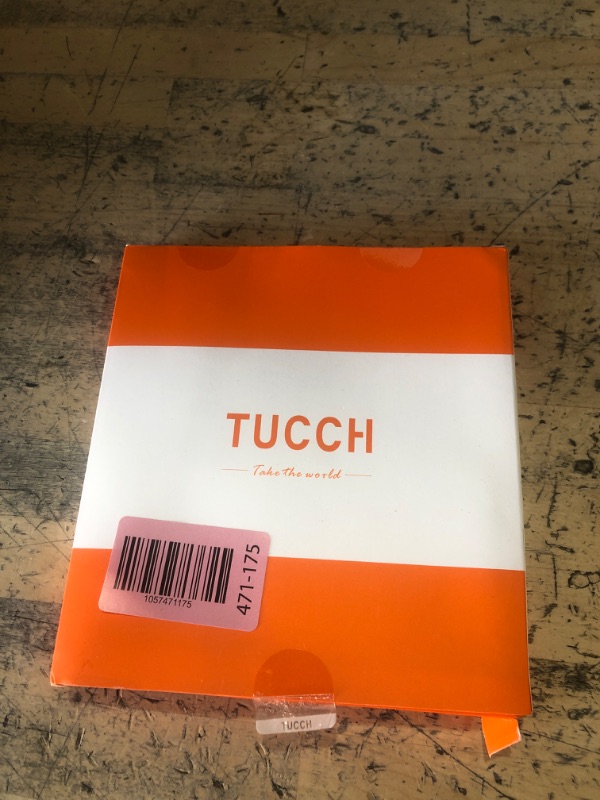 TUCCH
Take the world
1057471175
471-175
TUCCH